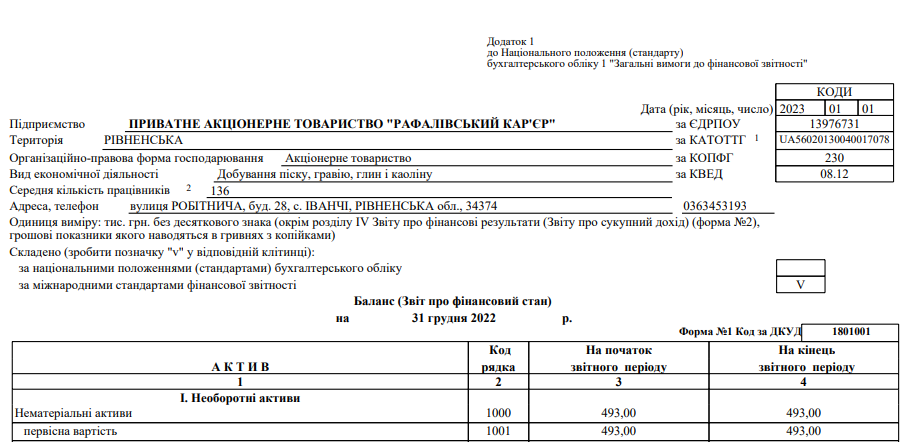 Додаток 1
до Національного положення (стандарту)
бухгалтерського обліку 1 "Загальні вимоги до фінансової звітності"
КОДИ
Дата (рік, місяць, число) 2023 01 01
Підприємство ПРИВАТНЕ АКЦІОНЕРНЕ ТОВАРИСТВО "РАФАЛІВСЬКИЙ КАР'ЄР" за ЄДРПОУ 13976731
Територія РІВНЕНСЬКА за КАТОТТГ 1 UA56020130040017078
Організаційно-правова форма господарювання Акціонерне товариство за КОПФГ 230
Вид економічної діяльності Добування піску, гравію, глин і каоліну за КВЕД 08.12
Середня кількість працівників 2 136
Адреса, телефон вулиця РОБІТНИЧА, буд. 28, с. ІВАНЧІ, РІВНЕНСЬКА обл., 34374 0363453193
Одиниця виміру: тис. грн. без десяткового знака (окрім розділу IV Звіту про фінансові результати (Звіту про сукупний дохід) (форма №2),
грошові показники якого наводяться в гривнях з копійками)
Складено (зробити позначку "v" у відповідній клітинці):
за національними положеннями (стандартами) бухгалтерського обліку
за міжнародними стандартами фінансової звітності V
Баланс (Звіт про фінансовий стан)
на 31 грудня 2022 р.
Форма №1 Код за ДКУД 1801001
А К Т И В Код рядка На початок звітного періоду На кінець звітного періоду
1 2 3 4
I. Необоротні активи
Нематеріальні активи 1000 493,00 493,00
первісна вартість 1001 493,00 493,00